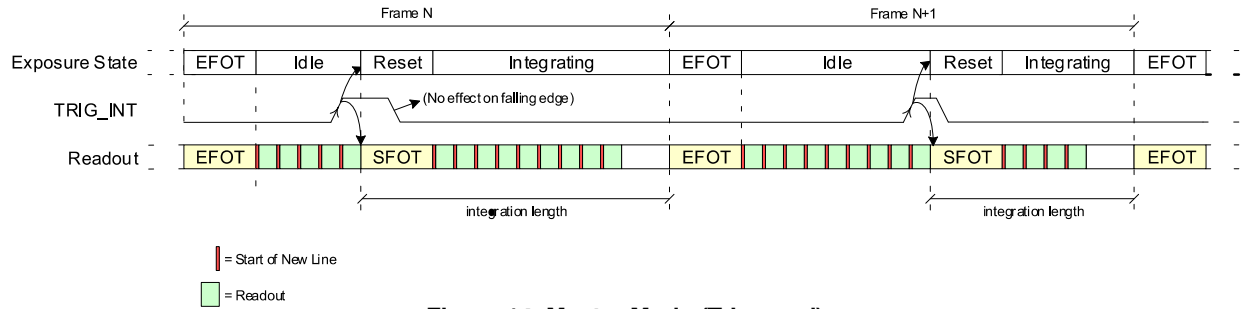 Frame N Frame N+1
Exposure State EFOT Idle Reset Integrating EFOT Idle Reset Integrating EFOT
TRIG_INT (No effect on falling edge)
Readout EFOT SFOT EFOT SFOT EFOT
integration length integration length
= Start of New Line
= Readout